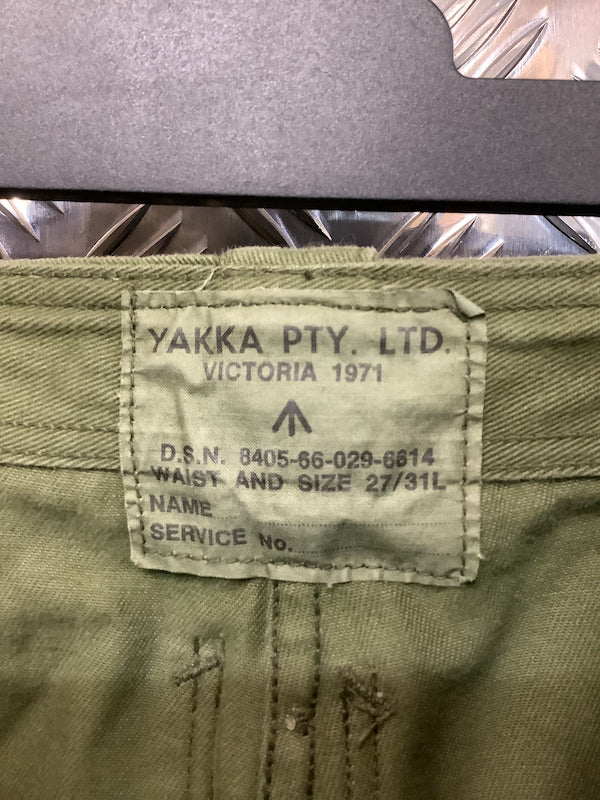 YAKKA PTY. LTD.
VICTORIA 1971
D.S.N. 8405-66-029-6814
WAIST AND SIZE 27/31L
NAME
SERVICE No.